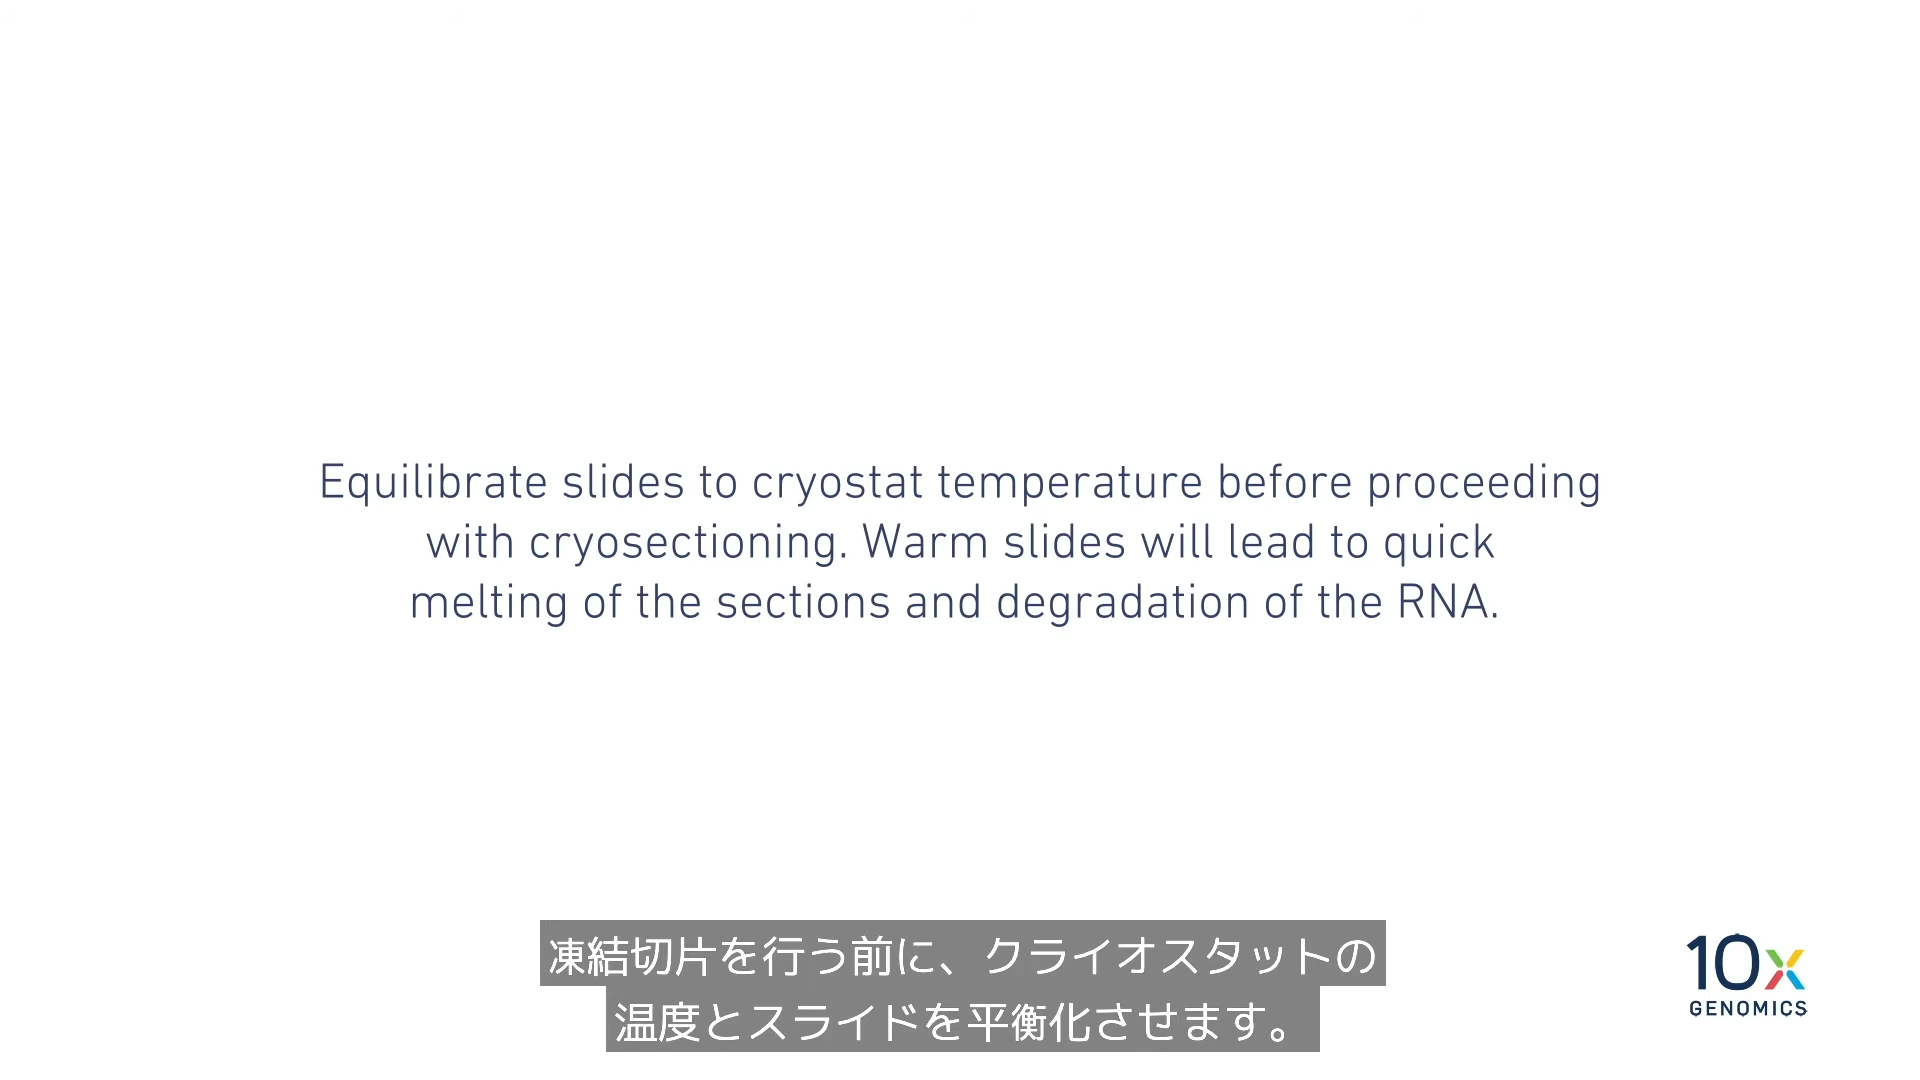 Equilibrate slides to cryostat temperature before proceeding
with cryosectioning. Warm slides will lead to quick
melting of the sections and degradation of the RNA.
凍結切片を行う前に、クライオスタットの
温度とスライドを平衡化させます。
10x
GENOMICS